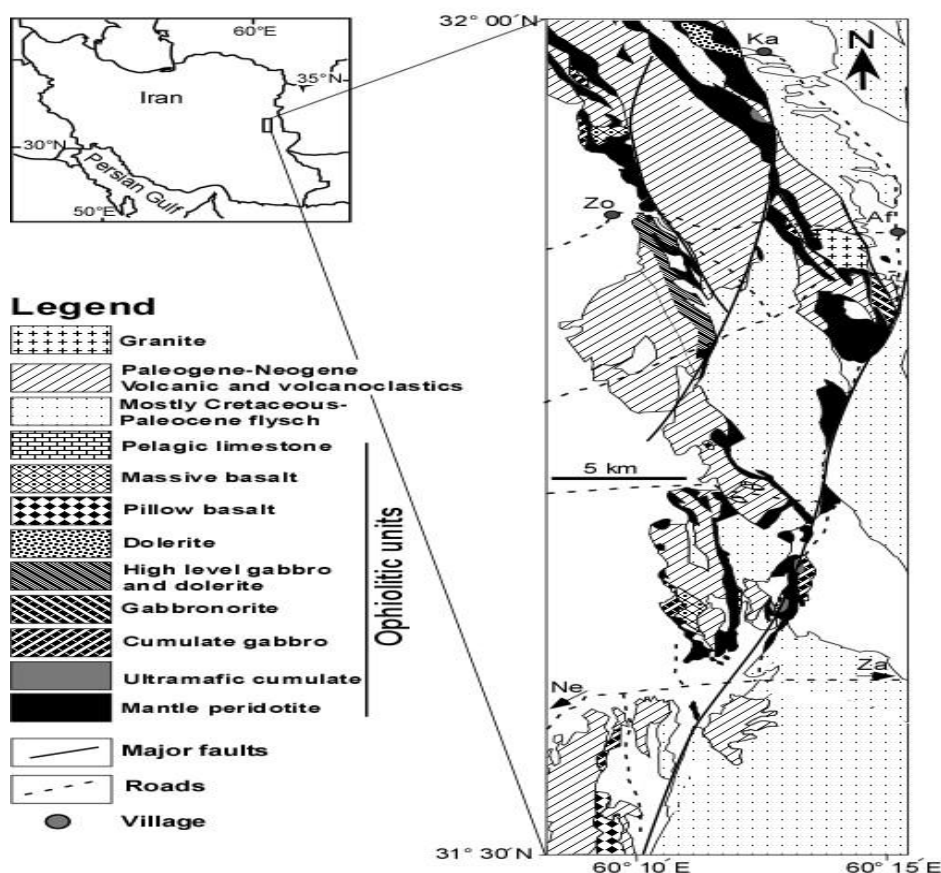 60°E
35°N
Iran
30°N
Persian Gulf
50°E
32° 00´N
Ka
N
Zo
Af
5 km
Ne
Za
31° 30´N
60°10´E
60°15´E
Legend
Granite
Paleogene-Neogene
Volcanic and volcanoclastics
Mostly Cretaceous-
Paleocene flysch
Pelagic limestone
Massive basalt
Pillow basalt
Dolerite
High level gabbro
and dolerite
Gabbronorite
Cumulate gabbro
Ultramafic cumulate
Mantle peridotite
Ophiolitic units
Major faults
Roads
Village